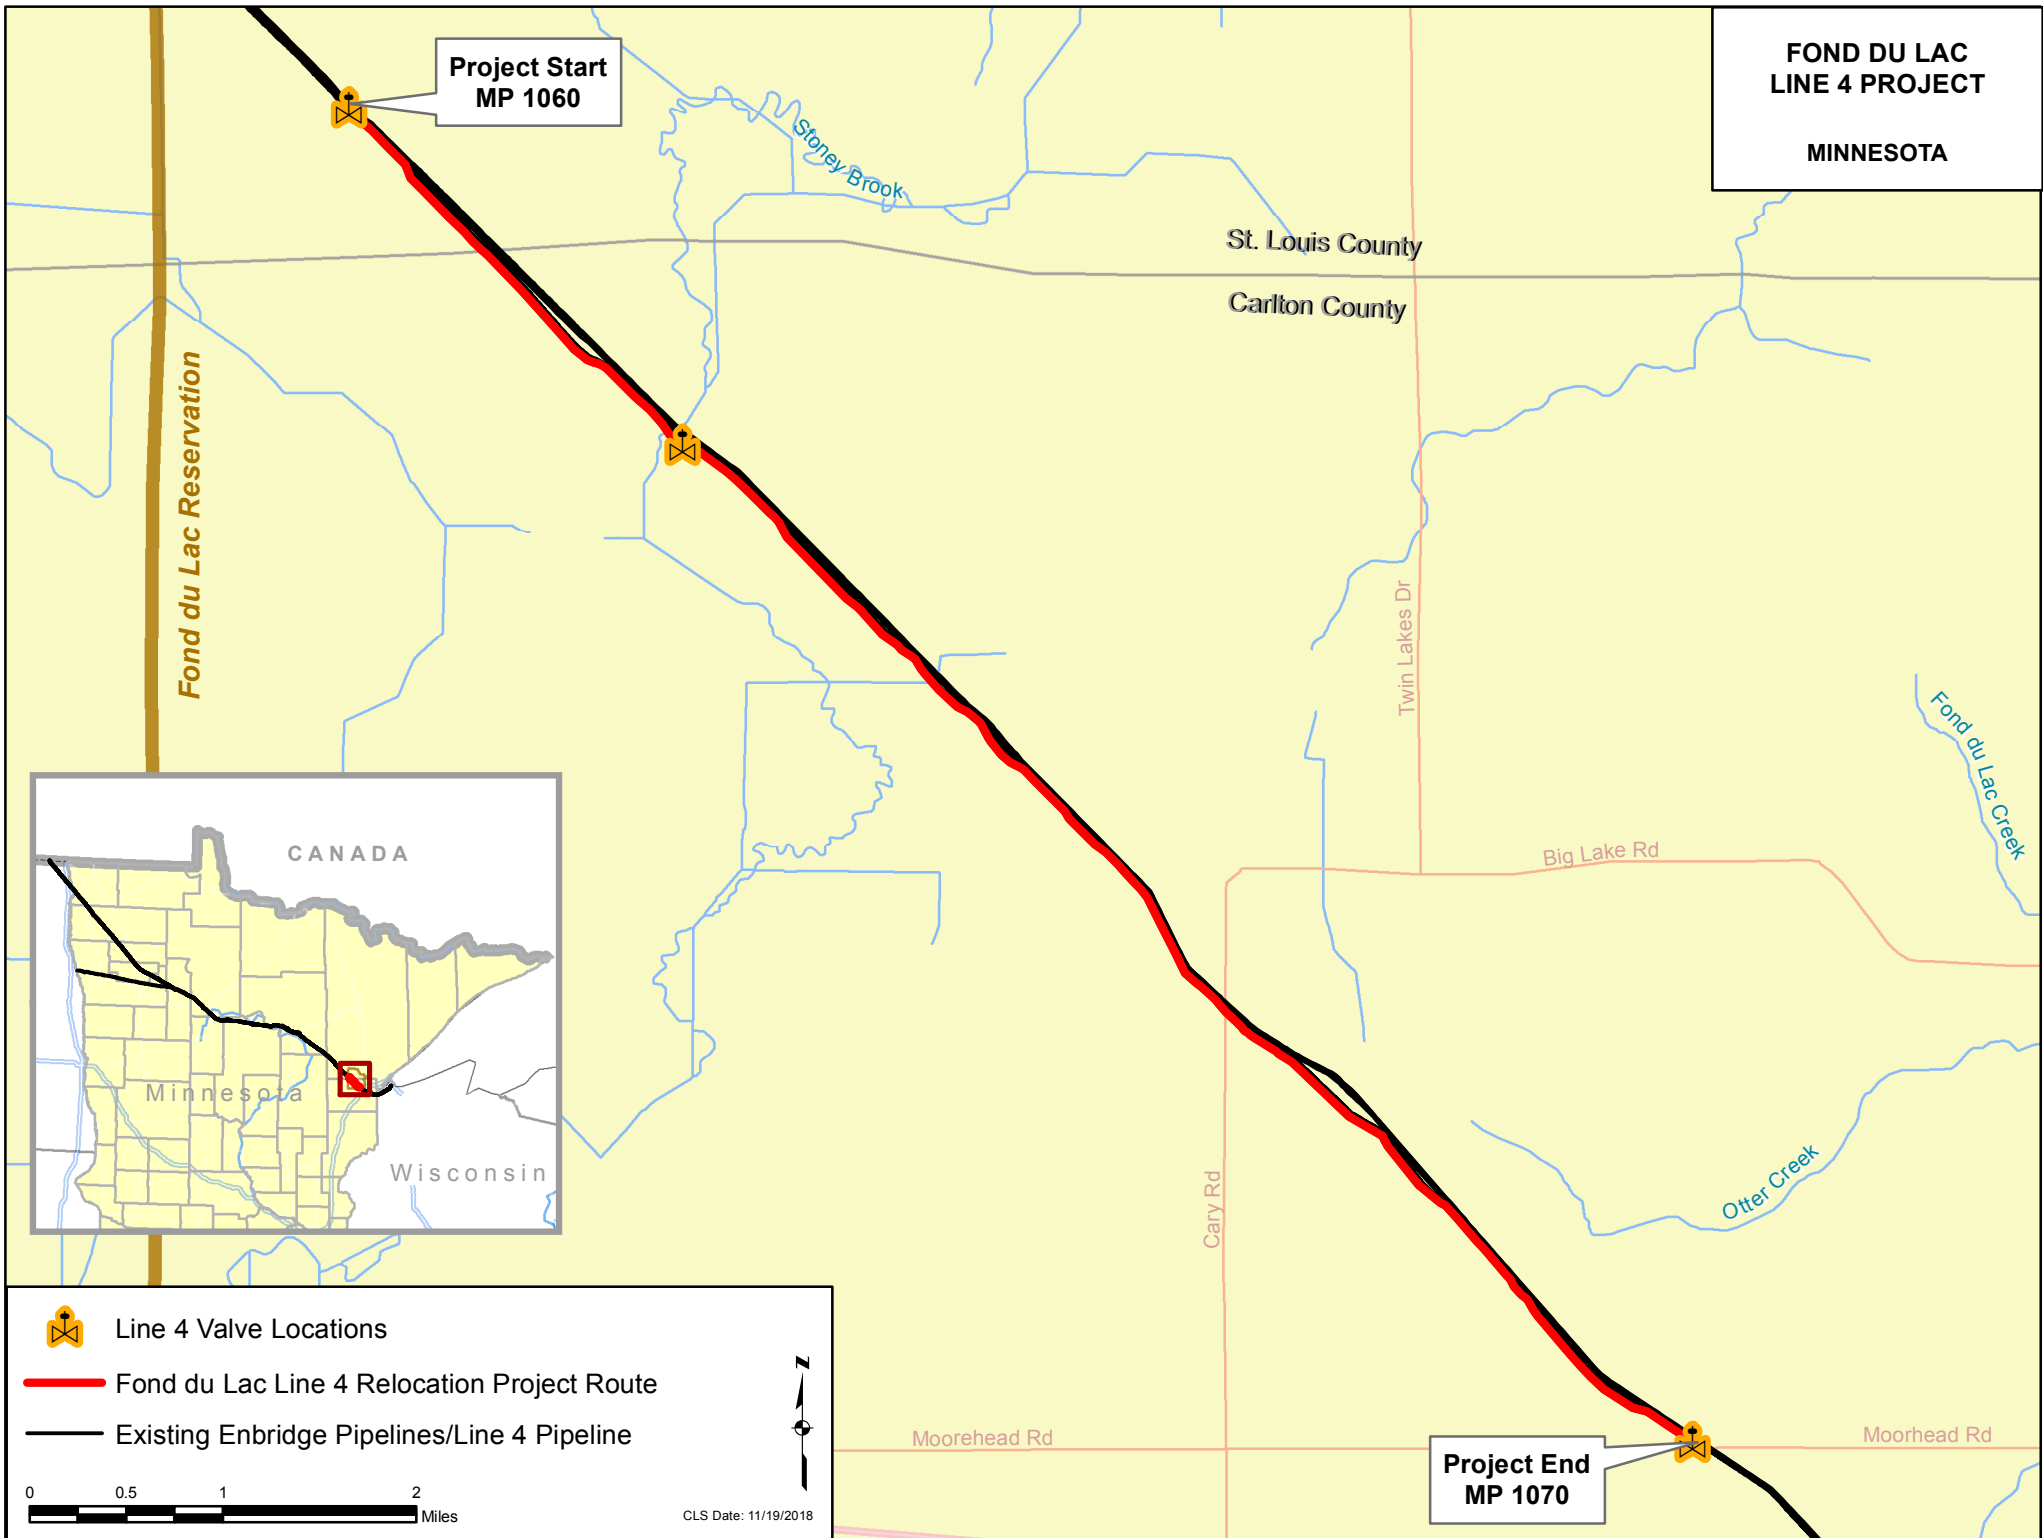 Project Start
MP 1060
FOND DU LAC
LINE 4 PROJECT
MINNESOTA
Stoney Brook
St. Louis County
Carlton County
Fond du Lac Reservation
Twin Lakes Dr
Fond du Lac Creek
Big Lake Rd
CANADA
Minnesota
Wisconsin
Cary Rd
Otter Creek
Moorehead Rd
Moorhead Rd
Project End
MP 1070
Line 4 Valve Locations
Fond du Lac Line 4 Relocation Project Route
Existing Enbridge Pipelines/Line 4 Pipeline
Z
0 0.5 1 2
Miles
CLS Date: 11/19/2018